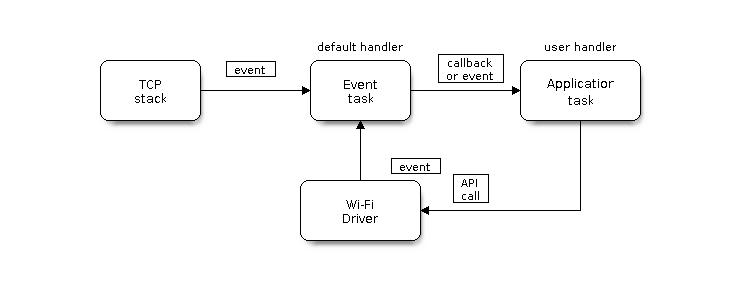 default handler
user handler
TCP
stack
event
Event
task
callback
or event
Application
task
event
API
call
Wi-Fi
Driver